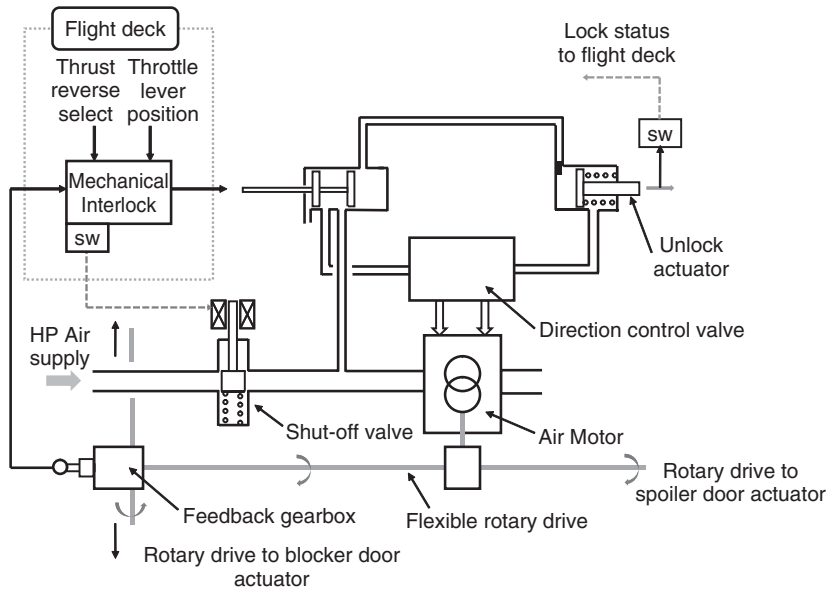 Flight deck
Thrust
reverse
select
Throttle
lever
position
Mechanical
Interlock
sw
Lock status
to flight deck
sw
Unlock
actuator
Direction control valve
HP Air
supply
Shut-off valve
Air Motor
Feedback gearbox
Flexible rotary drive
Rotary drive to
spoiler door actuator
Rotary drive to blocker door
actuator